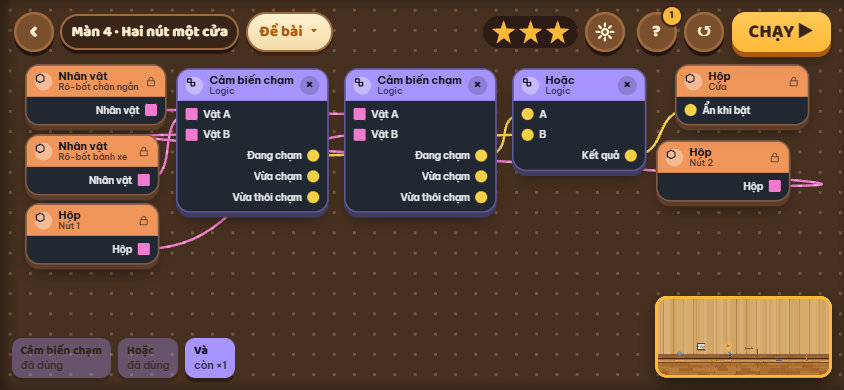 Màn 4 · Hai nút một cửa
Đề bài
?
1
CHẠY
Nhân vật
Rô-bốt chân ngắn
Nhân vật
Nhân vật
Rô-bốt bánh xe
Nhân vật
Hộp
Nút 1
Hộp
Cảm biến chạm
Logic
Vật A
Vật B
Đang chạm
Vừa chạm
Vừa thôi chạm
Cảm biến chạm
Logic
Vật A
Vật B
Đang chạm
Vừa chạm
Vừa thôi chạm
Hoặc
Logic
A
B
Kết quả
Hộp
Cửa
Ẩn khi bật
Hộp
Nút 2
Hộp
Cảm biến chạm
đã dùng
Hoặc
đã dùng
Và
còn ×1